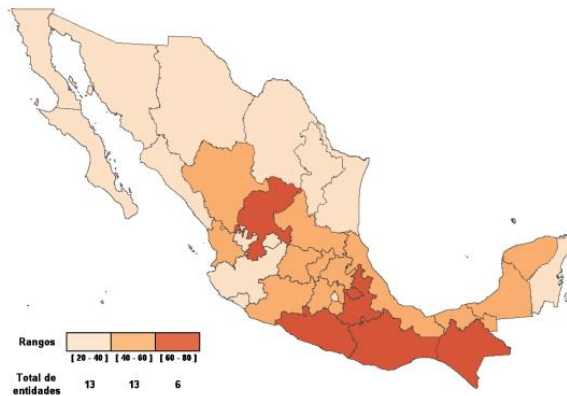 Rangos
[ 20 - 40 ] [ 40 - 60 ] [ 60 - 80 ]
Total de 13 13 6
entidades